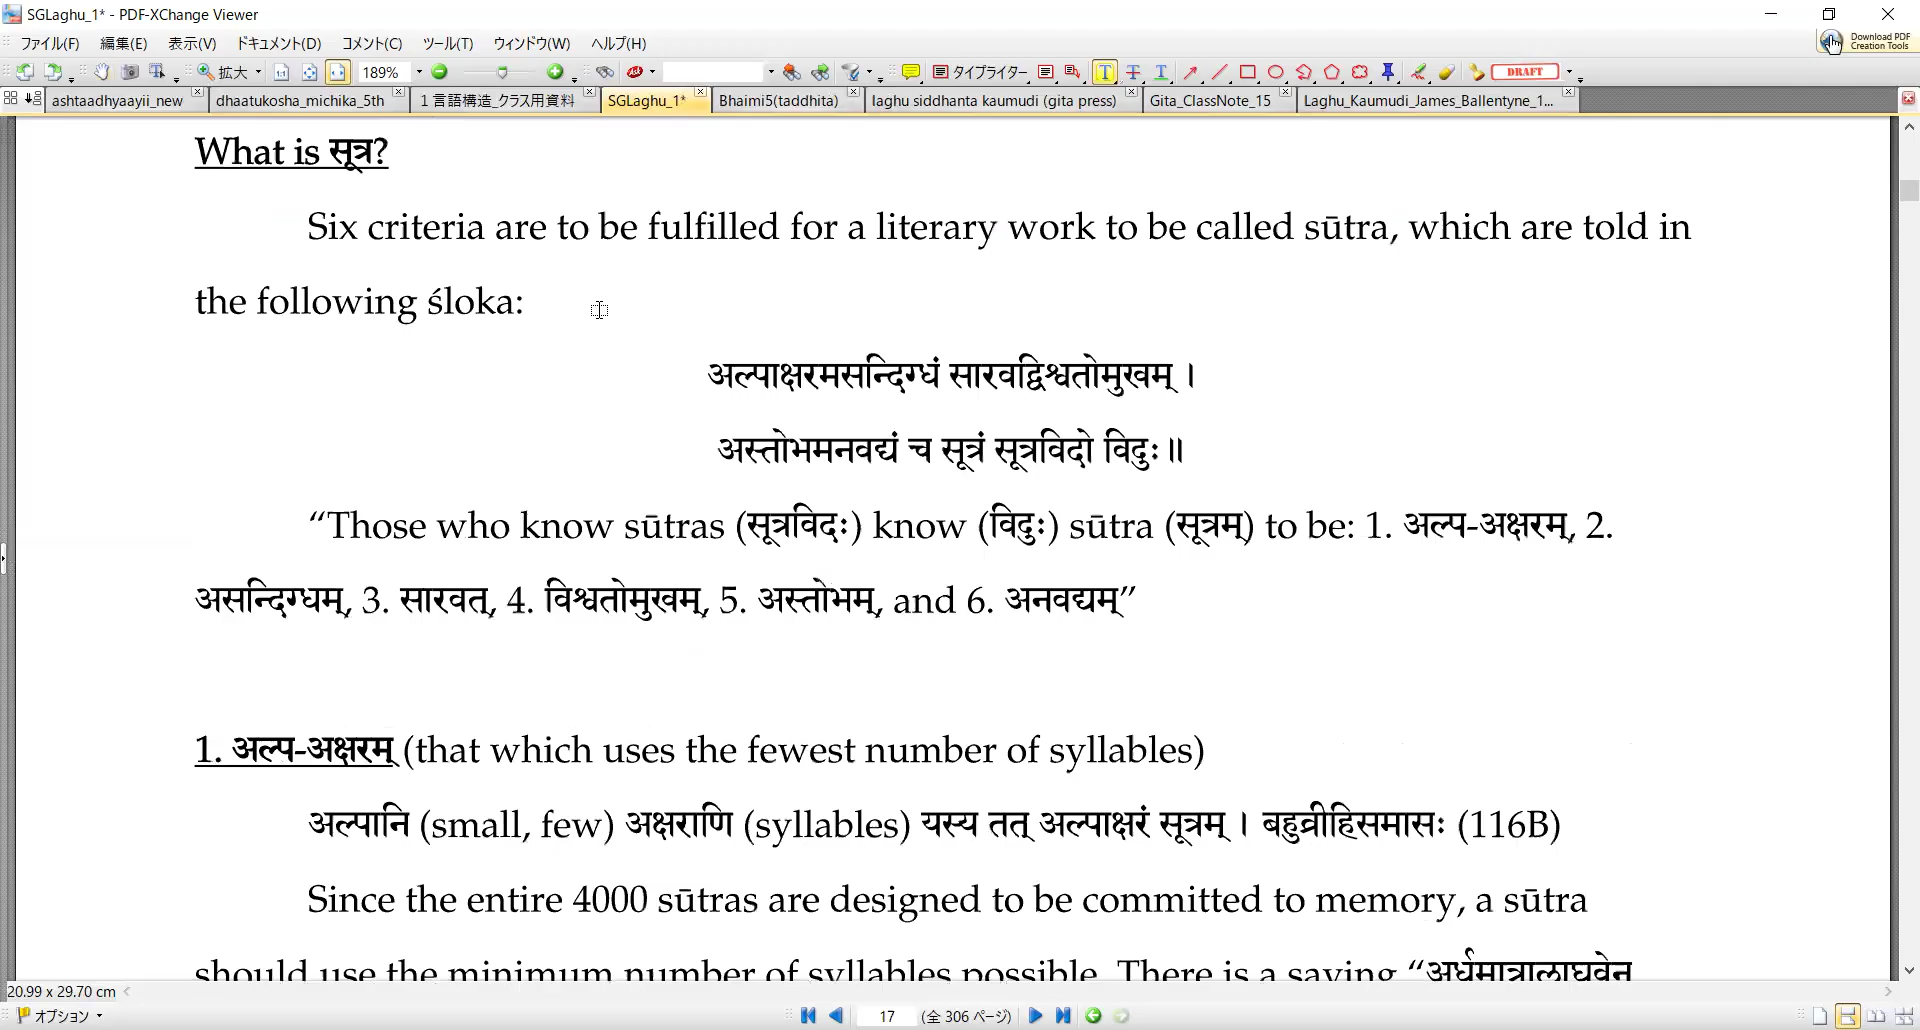 SGLaghu_1* - PDF-XChange Viewer
ファイル(F) 編集(E) 表示(V) ドキュメント(D) コメント(C) ツール(T) ウィンドウ(W) ヘルプ(H)
Download PDF
Creation Tools
拡大 189% タイプライター DRAFT
ashtaadhyaayii_new dhaatukosha_michika_5th 1 言語構造_クラス用資料 SGLaghu_1* Bhaimi5(taddhita) laghu siddhanta kaumudi (gita press) Gita_ClassNote_15 Laghu_Kaumudi_James_Ballentyne_1...
What is सूत्र?
Six criteria are to be fulfilled for a literary work to be called sūtra, which are told in
the following śloka:
अल्पाक्षरमसन्दिग्धं सारवद्विश्वतोमुखम् ।
अस्तोभमनवद्यं च सूत्रं सूत्रविदो विदुः॥
“Those who know sūtras (सूत्रविदः) know (विदुः) sūtra (सूत्रम्) to be: 1. अल्प-अक्षरम्, 2.
असन्दिग्धम्, 3. सारवत्, 4. विश्वतोमुखम्, 5. अस्तोभम्, and 6. अनवद्यम्”
1. अल्प-अक्षरम् (that which uses the fewest number of syllables)
अल्पानि (small, few) अक्षराणि (syllables) यस्य तत् अल्पाक्षरं सूत्रम् । बहुव्रीहिसमासः (116B)
Since the entire 4000 sūtras are designed to be committed to memory, a sūtra
should use the minimum number of syllables possible. There is a saying “अर्धमात्रालाघवेन
20.99 x 29.70 cm
オプション 17 (全 306 ページ)